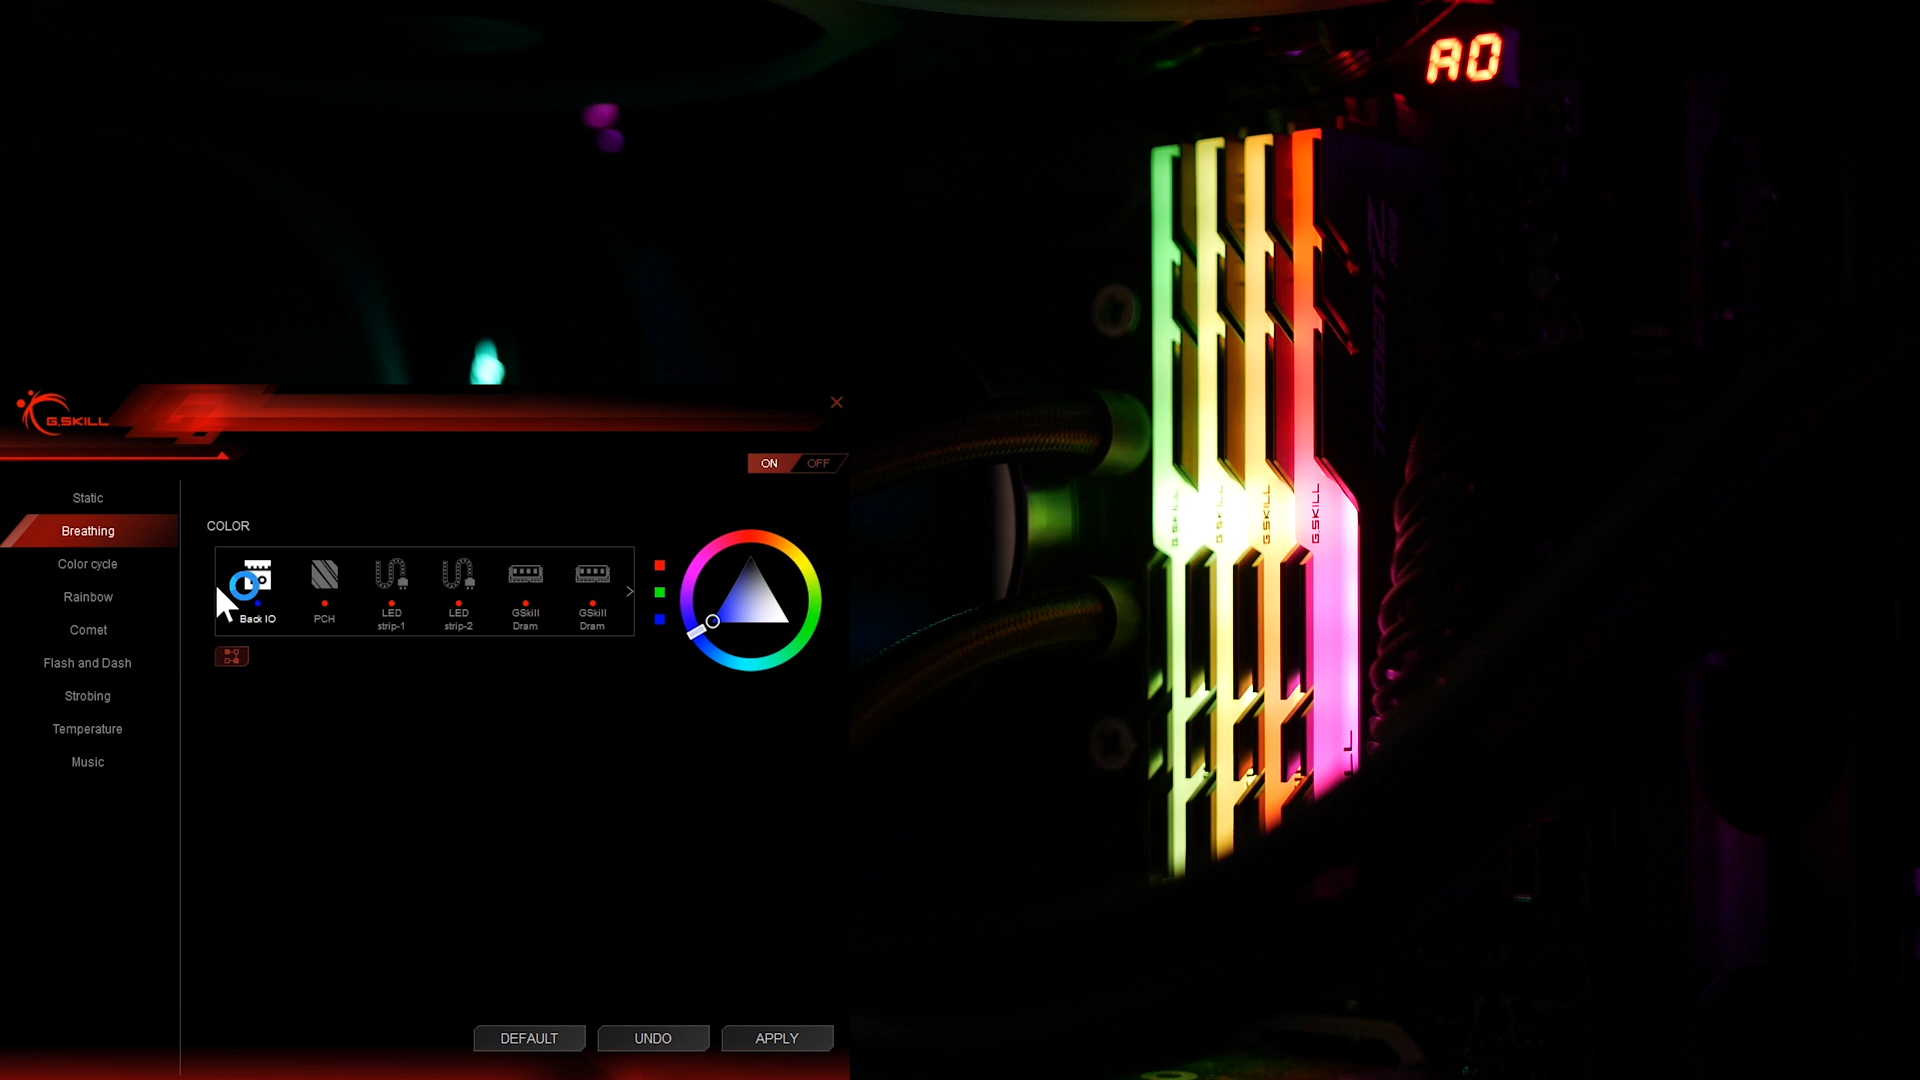 A0
G.SKILL
ON
OFF
Static
Breathing
Color cycle
Rainbow
Comet
Flash and Dash
Strobing
Temperature
Music
COLOR
Back IO
PCH
LED
strip-1
LED
strip-2
GSkill
Dram
GSkill
Dram
DEFAULT
UNDO
APPLY
G.SKILL
G.SKILL
G.SKILL
G.SKILL
TRIDENT Z